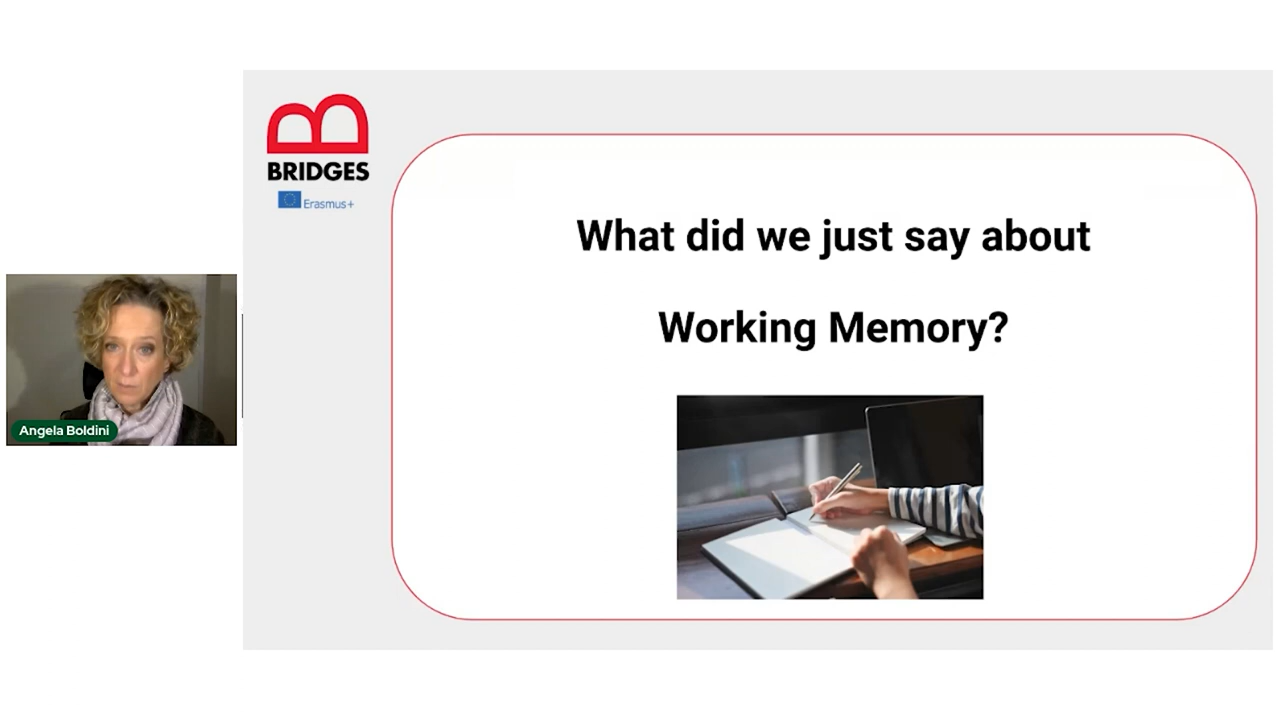 BRIDGES
Erasmus+
What did we just say about
Working Memory?
Angela Boldini